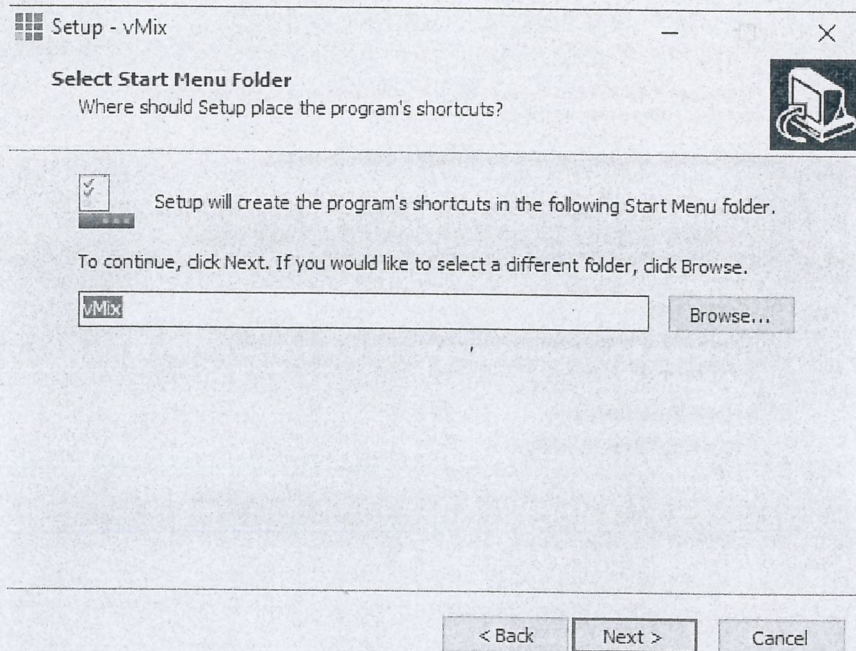 Setup - vMix
Select Start Menu Folder
Where should Setup place the program's shortcuts?
Setup will create the program's shortcuts in the following Start Menu folder.
To continue, click Next. If you would like to select a different folder, click Browse.
vMix
Browse...
< Back
Next >
Cancel